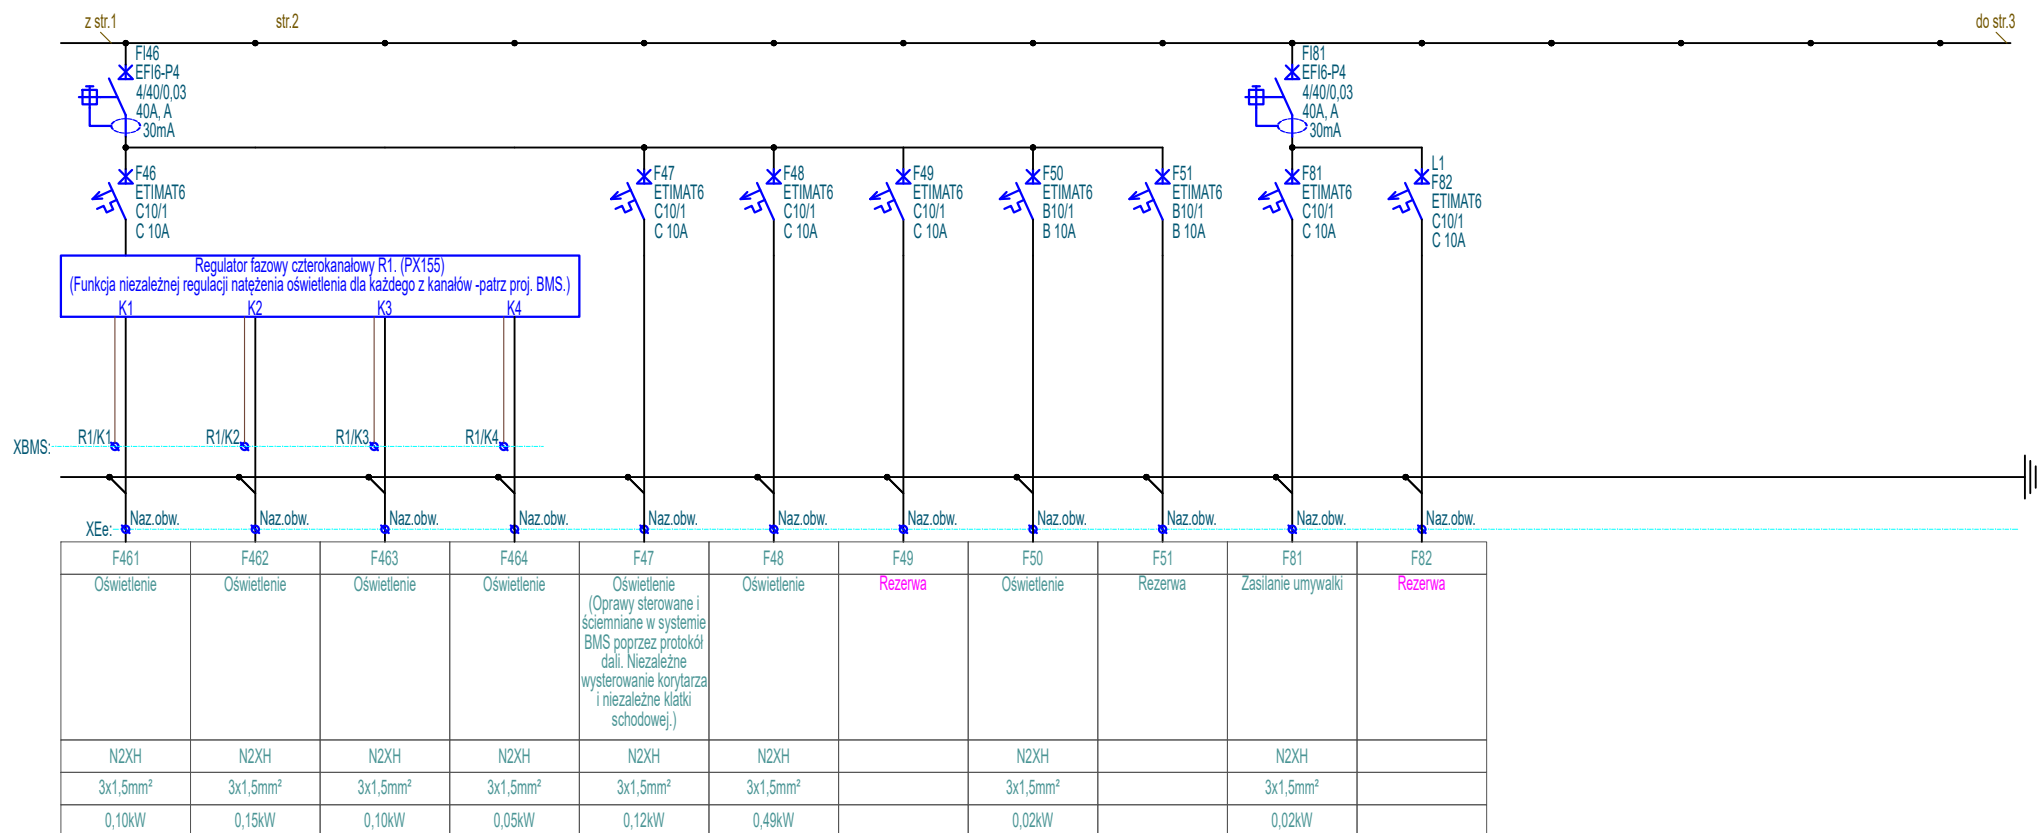 z str.1
str.2
do str.3
FI46
EFI6-P4
4/40/0,03
40A, A
30mA
FI81
EFI6-P4
4/40/0,03
40A, A
30mA
F46
ETIMAT6
C10/1
C 10A
F47
ETIMAT6
C10/1
C 10A
F48
ETIMAT6
C10/1
C 10A
F49
ETIMAT6
C10/1
C 10A
F50
ETIMAT6
B10/1
B 10A
F51
ETIMAT6
B10/1
B 10A
F81
ETIMAT6
C10/1
C 10A
L1
F82
ETIMAT6
C10/1
C 10A
Regulator fazowy czterokanałowy R1. (PX155)
(Funkcja niezależnej regulacji natężenia oświetlenia dla każdego z kanałów -patrz proj. BMS.)
K1 K2 K3 K4
XBMS: R1/K1 R1/K2 R1/K3 R1/K4
XEe: Naz.obw. Naz.obw. Naz.obw. Naz.obw. Naz.obw. Naz.obw. Naz.obw. Naz.obw. Naz.obw. Naz.obw. Naz.obw.
F461 F462 F463 F464 F47 F48 F49 F50 F51 F81 F82
Oświetlenie Oświetlenie Oświetlenie Oświetlenie Oświetlenie Oświetlenie Rezerwa Oświetlenie Rezerwa Zasilanie umywalki Rezerwa
(Oprawy sterowane i
ściemniane w systemie
BMS poprzez protokół
dali. Niezależne
wysterowanie korytarza
i niezależne klatki
schodowej.)
N2XH N2XH N2XH N2XH N2XH N2XH N2XH N2XH
3x1,5mm² 3x1,5mm² 3x1,5mm² 3x1,5mm² 3x1,5mm² 3x1,5mm² 3x1,5mm² 3x1,5mm²
0,10kW 0,15kW 0,10kW 0,05kW 0,12kW 0,49kW 0,02kW 0,02kW